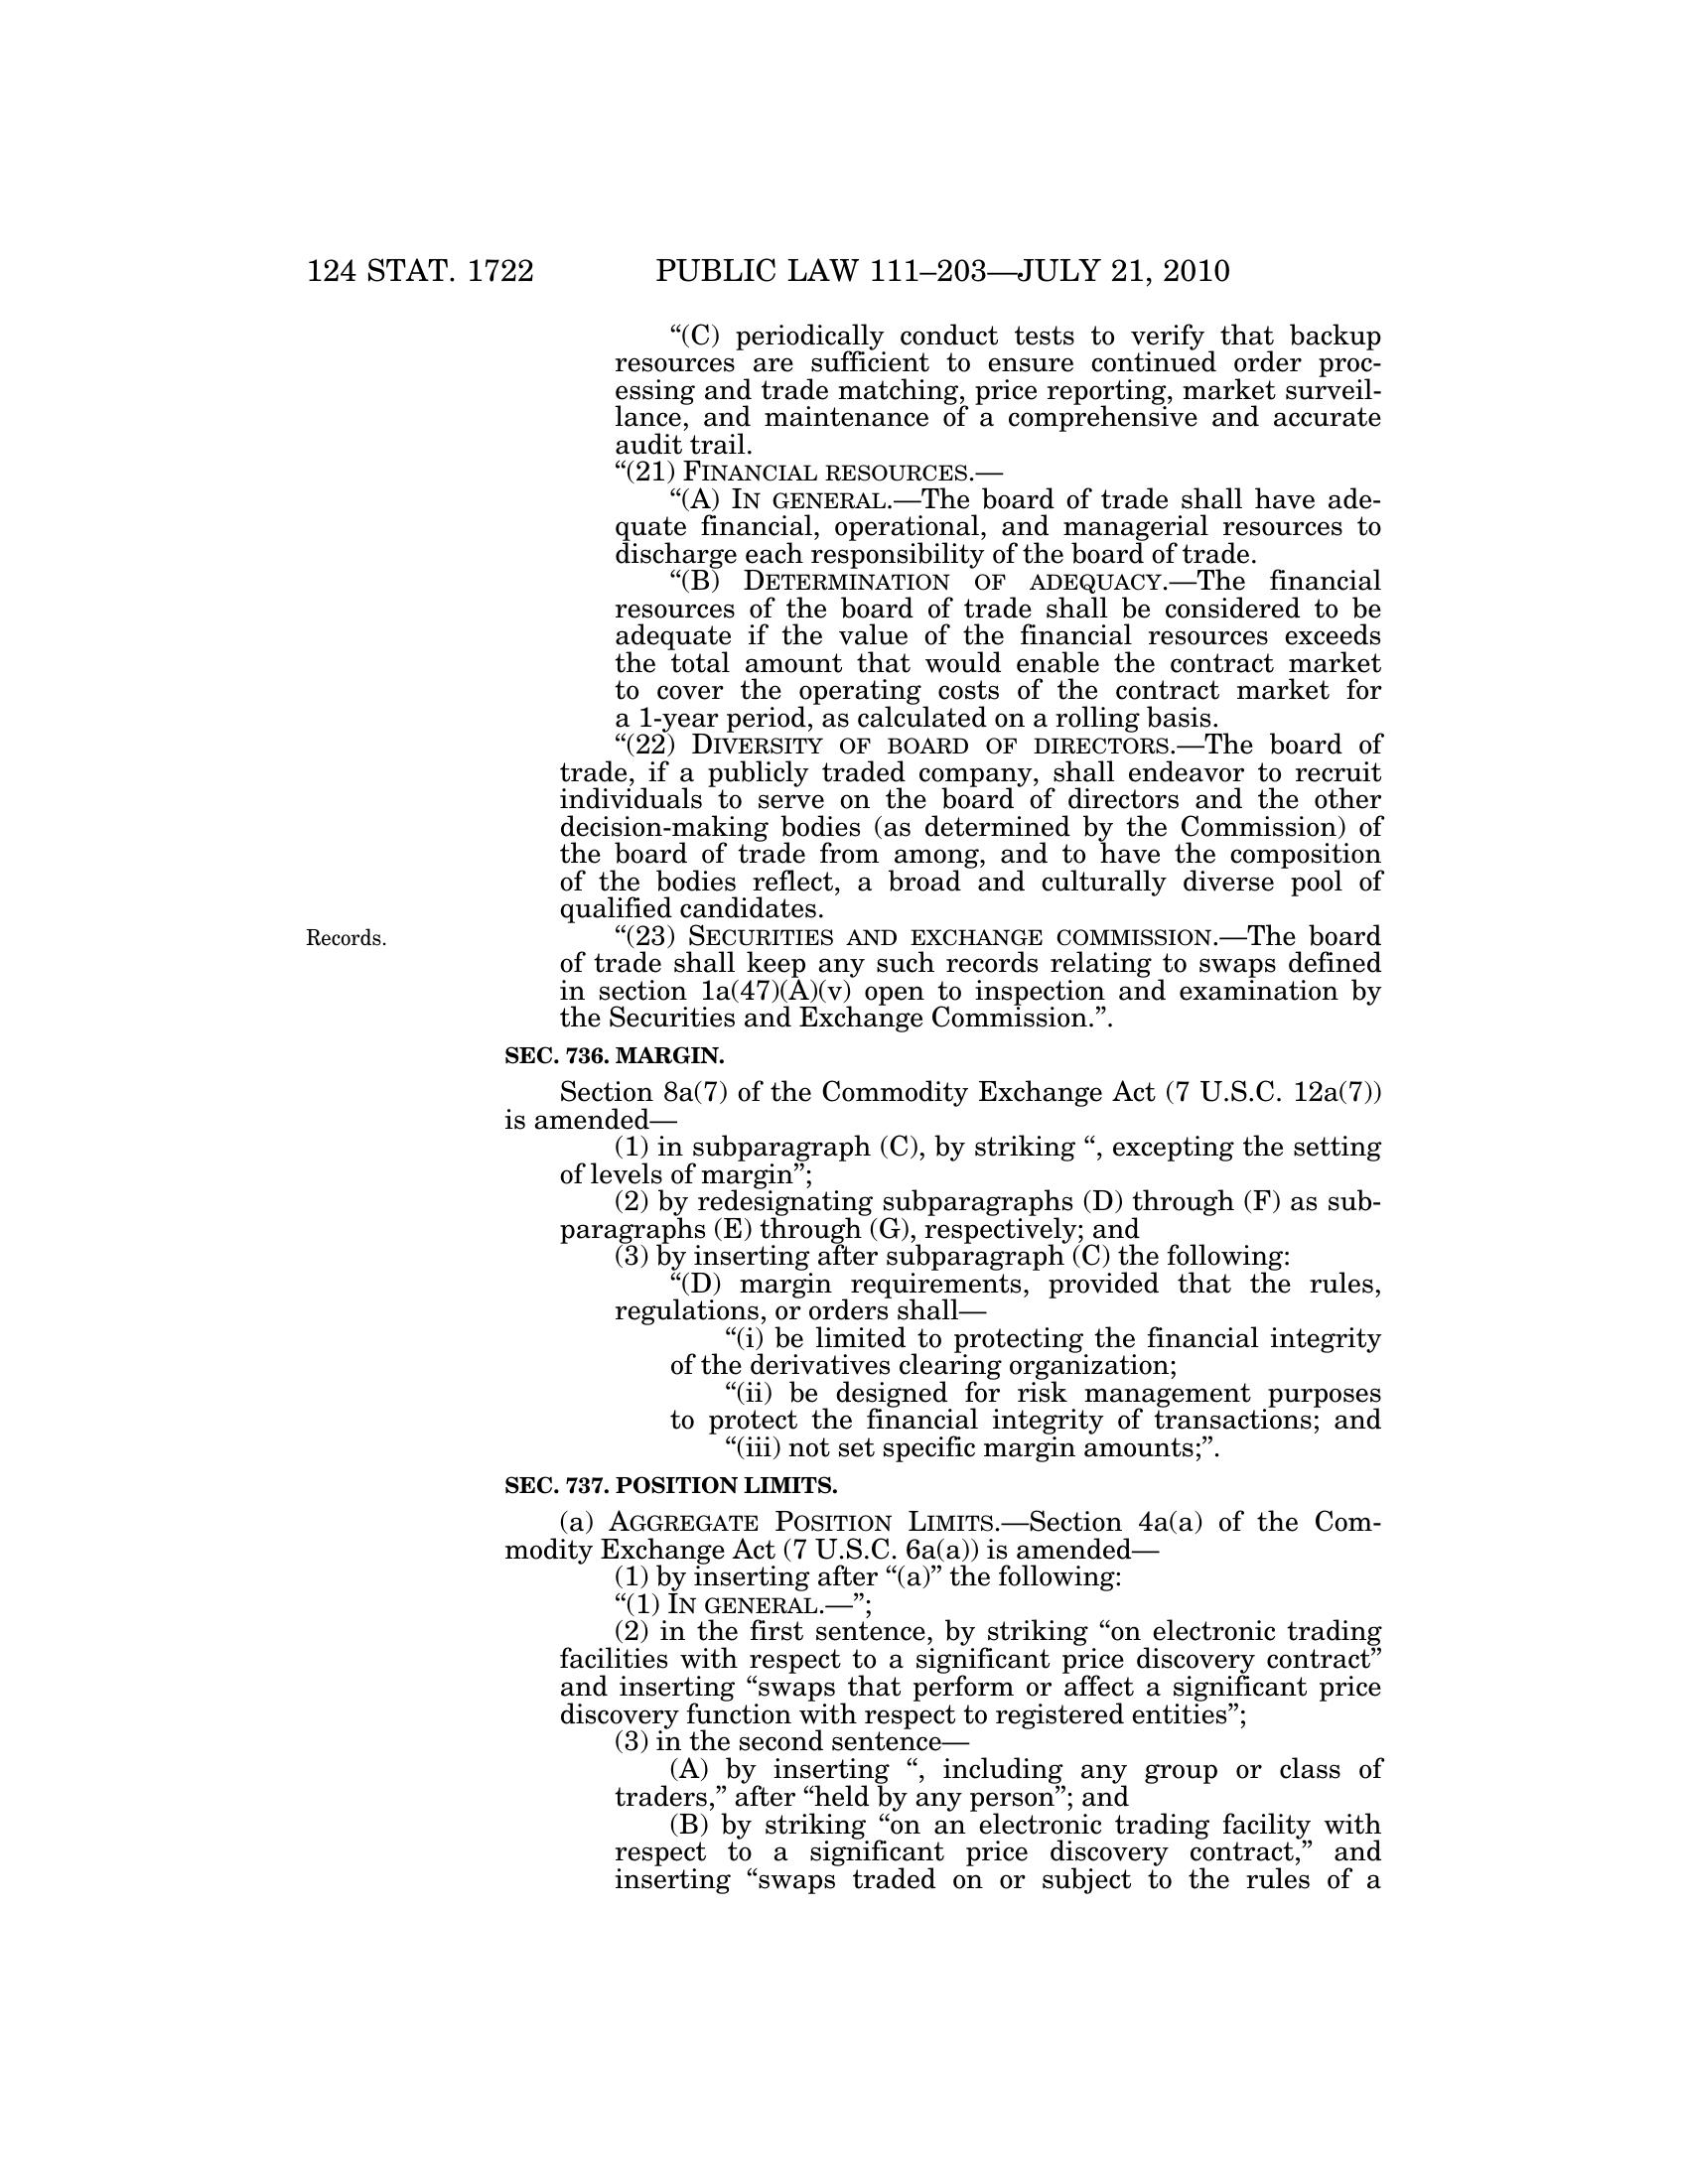 124 STAT. 1722 PUBLIC LAW 111–203—JULY 21, 2010
“(C) periodically conduct tests to verify that backup
resources are sufficient to ensure continued order proc-
essing and trade matching, price reporting, market surveil-
lance, and maintenance of a comprehensive and accurate
audit trail.
“(21) FINANCIAL RESOURCES.—
“(A) IN GENERAL.—The board of trade shall have ade-
quate financial, operational, and managerial resources to
discharge each responsibility of the board of trade.
“(B) DETERMINATION OF ADEQUACY.—The financial
resources of the board of trade shall be considered to be
adequate if the value of the financial resources exceeds
the total amount that would enable the contract market
to cover the operating costs of the contract market for
a 1-year period, as calculated on a rolling basis.
“(22) DIVERSITY OF BOARD OF DIRECTORS.—The board of
trade, if a publicly traded company, shall endeavor to recruit
individuals to serve on the board of directors and the other
decision-making bodies (as determined by the Commission) of
the board of trade from among, and to have the composition
of the bodies reflect, a broad and culturally diverse pool of
qualified candidates.
Records.
“(23) SECURITIES AND EXCHANGE COMMISSION.—The board
of trade shall keep any such records relating to swaps defined
in section 1a(47)(A)(v) open to inspection and examination by
the Securities and Exchange Commission.”.
SEC. 736. MARGIN.
Section 8a(7) of the Commodity Exchange Act (7 U.S.C. 12a(7))
is amended—
(1) in subparagraph (C), by striking “, excepting the setting
of levels of margin”;
(2) by redesignating subparagraphs (D) through (F) as sub-
paragraphs (E) through (G), respectively; and
(3) by inserting after subparagraph (C) the following:
“(D) margin requirements, provided that the rules,
regulations, or orders shall—
“(i) be limited to protecting the financial integrity
of the derivatives clearing organization;
“(ii) be designed for risk management purposes
to protect the financial integrity of transactions; and
“(iii) not set specific margin amounts;”.
SEC. 737. POSITION LIMITS.
(a) AGGREGATE POSITION LIMITS.—Section 4a(a) of the Com-
modity Exchange Act (7 U.S.C. 6a(a)) is amended—
(1) by inserting after “(a)” the following:
“(1) IN GENERAL.—”;
(2) in the first sentence, by striking “on electronic trading
facilities with respect to a significant price discovery contract”
and inserting “swaps that perform or affect a significant price
discovery function with respect to registered entities”;
(3) in the second sentence—
(A) by inserting “, including any group or class of
traders,” after “held by any person”; and
(B) by striking “on an electronic trading facility with
respect to a significant price discovery contract,” and
inserting “swaps traded on or subject to the rules of a